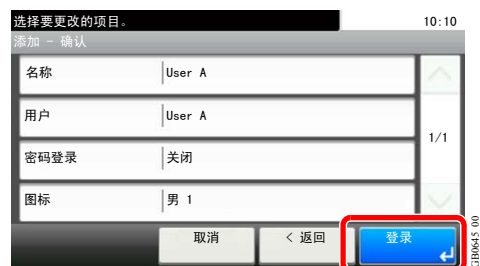 选择要更改的项目。 10:10
添加 - 确认
名称 User A
用户 User A
1/1
密码登录 关闭
图标 男 1
取消 < 返回 登录
GB0645_00